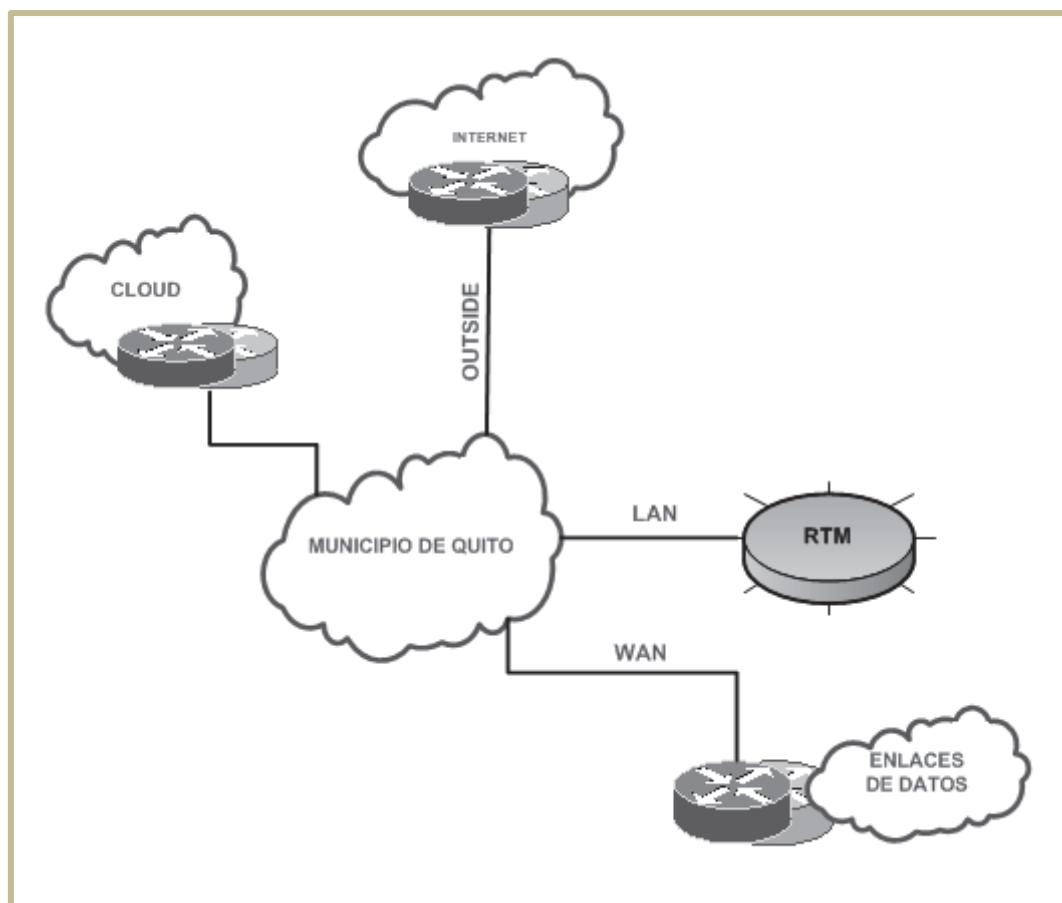 INTERNET
CLOUD
OUTSIDE
MUNICIPIO DE QUITO
LAN
RTM
WAN
ENLACES
DE DATOS